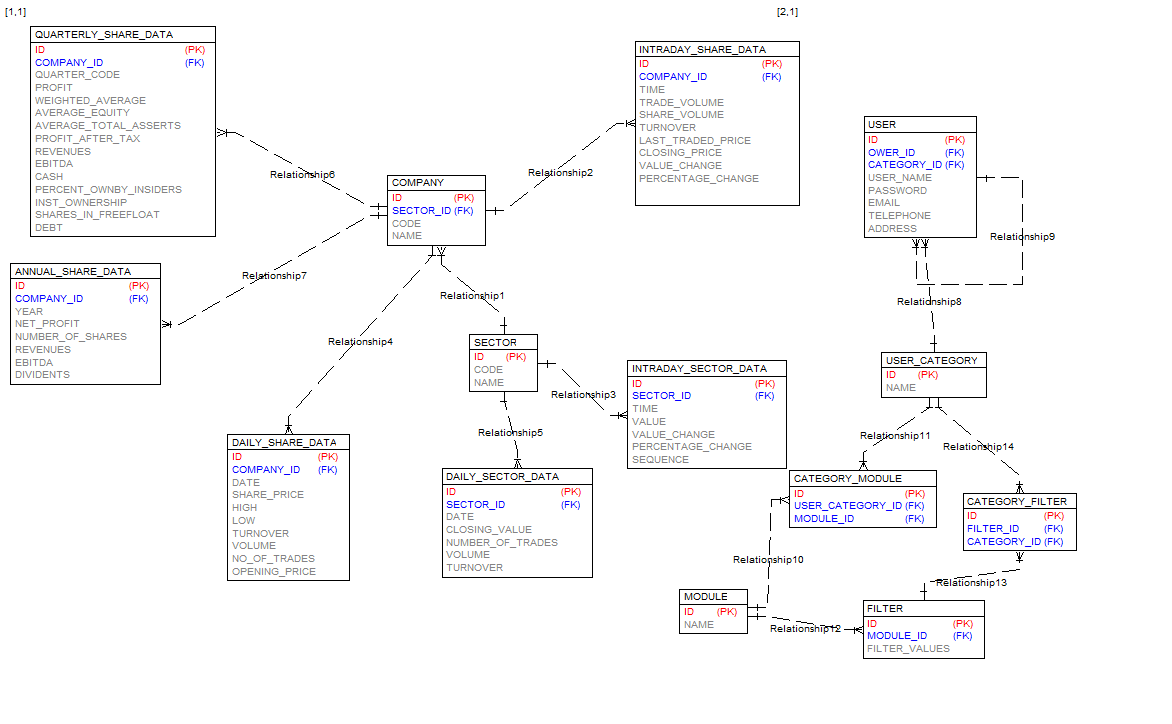 [1,1]
[2,1]
QUARTERLY_SHARE_DATA
ID (PK)
COMPANY_ID (FK)
QUARTER_CODE
PROFIT
WEIGHTED_AVERAGE
AVERAGE_EQUITY
AVERAGE_TOTAL_ASSERTS
PROFIT_AFTER_TAX
REVENUES
EBITDA
CASH
PERCENT_OWNBY_INSIDERS
INST_OWNERSHIP
SHARES_IN_FREEFLOAT
DEBT
INTRADAY_SHARE_DATA
ID (PK)
COMPANY_ID (FK)
TIME
TRADE_VOLUME
SHARE_VOLUME
TURNOVER
LAST_TRADED_PRICE
CLOSING_PRICE
VALUE_CHANGE
PERCENTAGE_CHANGE
USER
ID (PK)
OWER_ID (FK)
CATEGORY_ID (FK)
USER_NAME
PASSWORD
EMAIL
TELEPHONE
ADDRESS
Relationship6
Relationship2
COMPANY
ID (PK)
SECTOR_ID (FK)
CODE
NAME
Relationship9
ANNUAL_SHARE_DATA
ID (PK)
COMPANY_ID (FK)
YEAR
NET_PROFIT
NUMBER_OF_SHARES
REVENUES
EBITDA
DIVIDENTS
Relationship7
Relationship1
Relationship8
Relationship4
SECTOR
ID (PK)
CODE
NAME
USER_CATEGORY
ID (PK)
NAME
INTRADAY_SECTOR_DATA
ID (PK)
SECTOR_ID (FK)
TIME
VALUE
VALUE_CHANGE
PERCENTAGE_CHANGE
SEQUENCE
Relationship3
Relationship5
Relationship11
Relationship14
DAILY_SHARE_DATA
ID (PK)
COMPANY_ID (FK)
DATE
SHARE_PRICE
HIGH
LOW
TURNOVER
VOLUME
NO_OF_TRADES
OPENING_PRICE
DAILY_SECTOR_DATA
ID (PK)
SECTOR_ID (FK)
DATE
CLOSING_VALUE
NUMBER_OF_TRADES
VOLUME
TURNOVER
CATEGORY_MODULE
ID (PK)
USER_CATEGORY_ID (FK)
MODULE_ID (FK)
CATEGORY_FILTER
ID (PK)
FILTER_ID (FK)
CATEGORY_ID (FK)
Relationship10
Relationship13
MODULE
ID (PK)
NAME
Relationship12
FILTER
ID (PK)
MODULE_ID (FK)
FILTER_VALUES